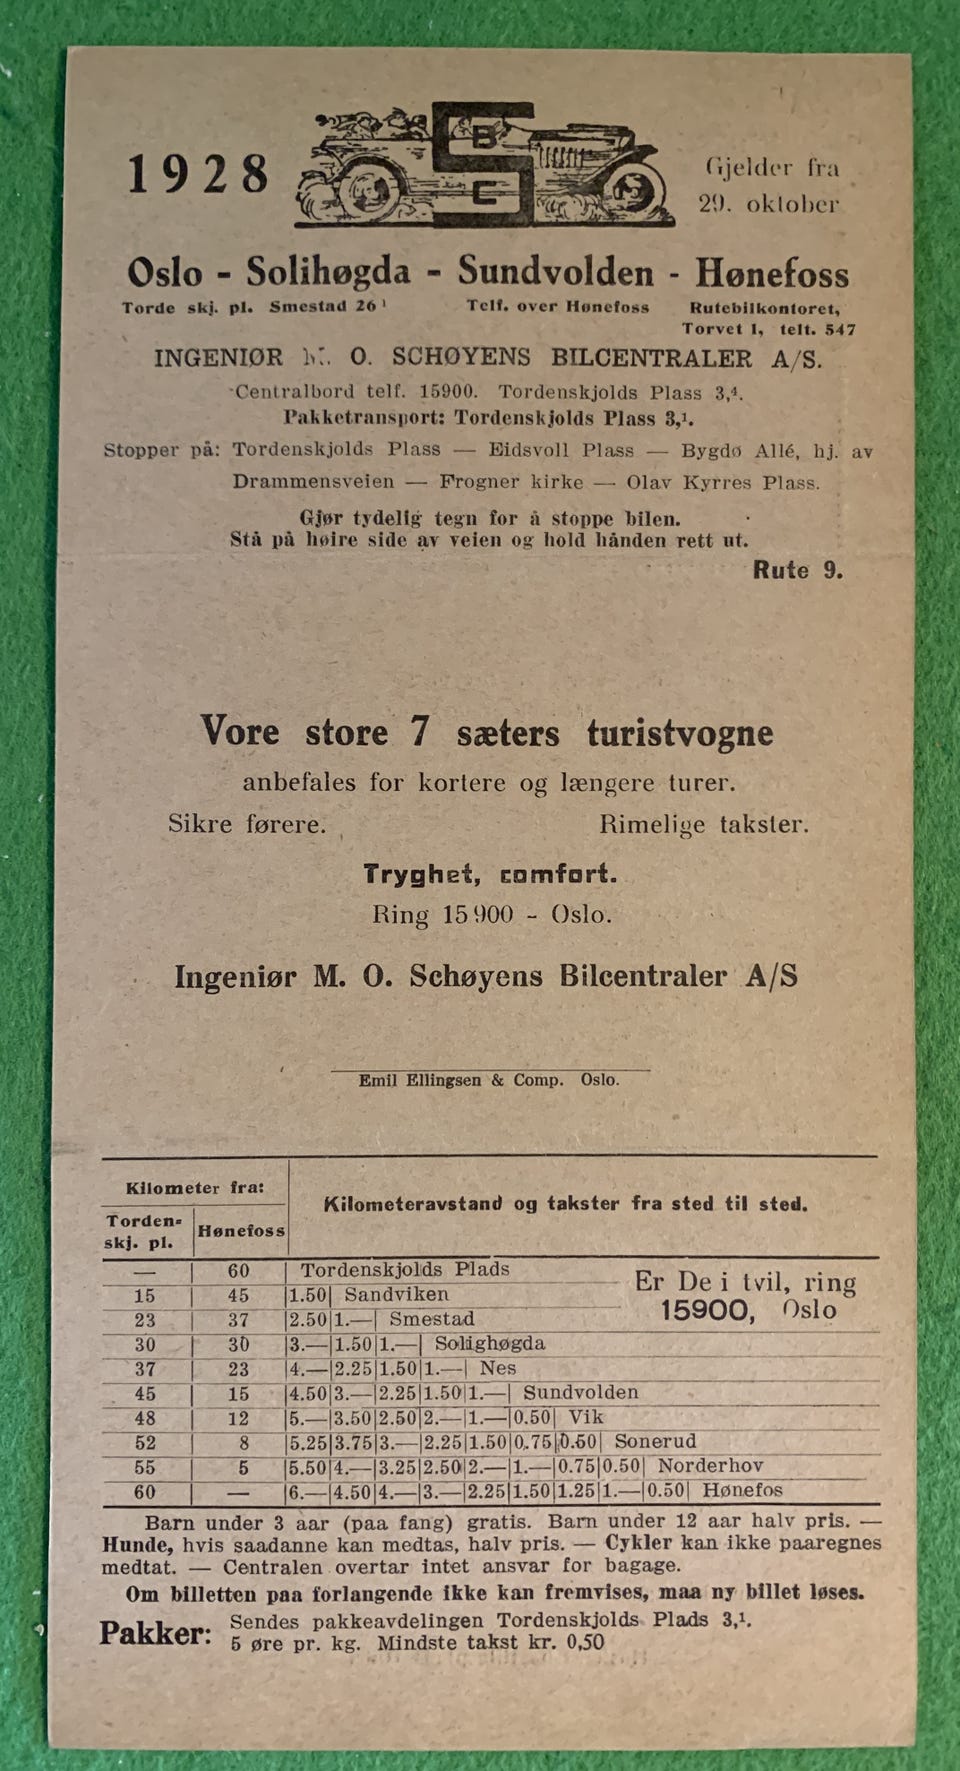 1928
S B C
Gjelder fra
29. oktober
Oslo - Solihøgda - Sundvolden - Hønefoss
Torde skj. pl. Smestad 26¹ Telf. over Hønefoss Rutebilkontoret,
Torvet 1, telt. 547
INGENIØR M. O. SCHØYENS BILCENTRALER A/S.
Centralbord telf. 15900. Tordenskjolds Plass 3,⁴.
Pakketransport: Tordenskjolds Plass 3,¹.
Stopper på: Tordenskjolds Plass — Eidsvoll Plass — Bygdø Allé, hj. av
Drammensveien — Frogner kirke — Olav Kyrres Plass.
Gjør tydelig tegn for å stoppe bilen.
Stå på høire side av veien og hold hånden rett ut.
Rute 9.
Vore store 7 sæters turistvogne
anbefales for kortere og længere turer.
Sikre førere. Rimelige takster.
Tryghet, comfort.
Ring 15900 - Oslo.
Ingeniør M. O. Schøyens Bilcentraler A/S
Emil Ellingsen & Comp. Oslo.
Kilometer fra:
Kilometeravstand og takster fra sted til sted.
Torden-
skj. pl.
Hønefoss
— | 60 | Tordenskjolds Plads
Er De i tvil, ring
15900, Oslo
15 | 45 |1.50| Sandviken
23 | 37 |2.50|1.—| Smestad
30 | 30 |3.—|1.50|1.—| Solighøgda
37 | 23 |4.—|2.25|1.50|1.—| Nes
45 | 15 |4.50|3.—|2.25|1.50|1.—| Sundvolden
48 | 12 |5.—|3.50|2.50|2.—|1.—|0.50| Vik
52 | 8 |5.25|3.75|3.—|2.25|1.50|0.75|0.50| Sonerud
55 | 5 |5.50|4.—|3.25|2.50|2.—|1.—|0.75|0.50| Norderhov
60 | — |6.—|4.50|4.—|3.—|2.25|1.50|1.25|1.—|0.50| Hønefos
Barn under 3 aar (paa fang) gratis. Barn under 12 aar halv pris. —
Hunde, hvis saadanne kan medtas, halv pris. — Cykler kan ikke paaregnes
medtat. — Centralen overtar intet ansvar for bagage.
Om billetten paa forlangende ikke kan fremvises, maa ny billet løses.
Pakker: Sendes pakkeavdelingen Tordenskjolds Plads 3,¹.
5 øre pr. kg. Mindste takst kr. 0,50